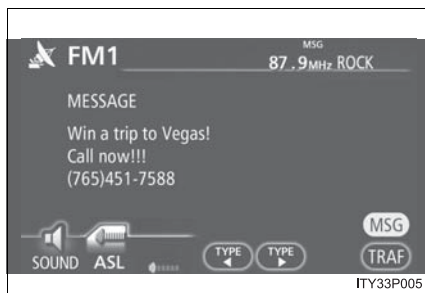 MSG
FM1
87.9MHz ROCK
MESSAGE
Win a trip to Vegas!
Call now!!!
(765)451-7588
MSG
SOUND ASL TYPE TYPE TRAF
ITY33P005